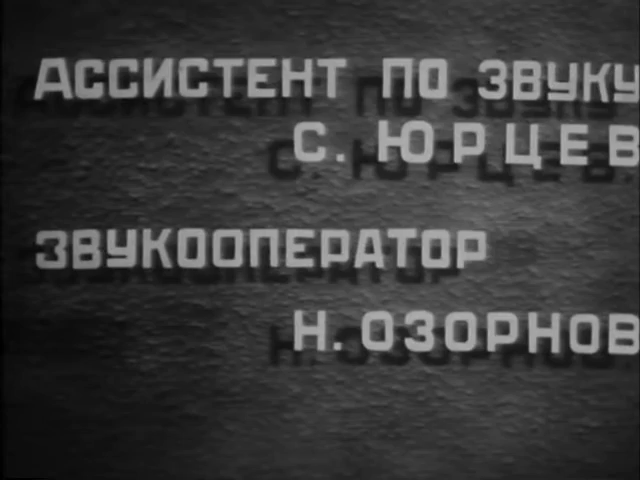 АССИСТЕНТ ПО ЗВУКУ
С. ЮРЦЕВ
ЗВУКООПЕРАТОР
Н. ОЗОРНОВ